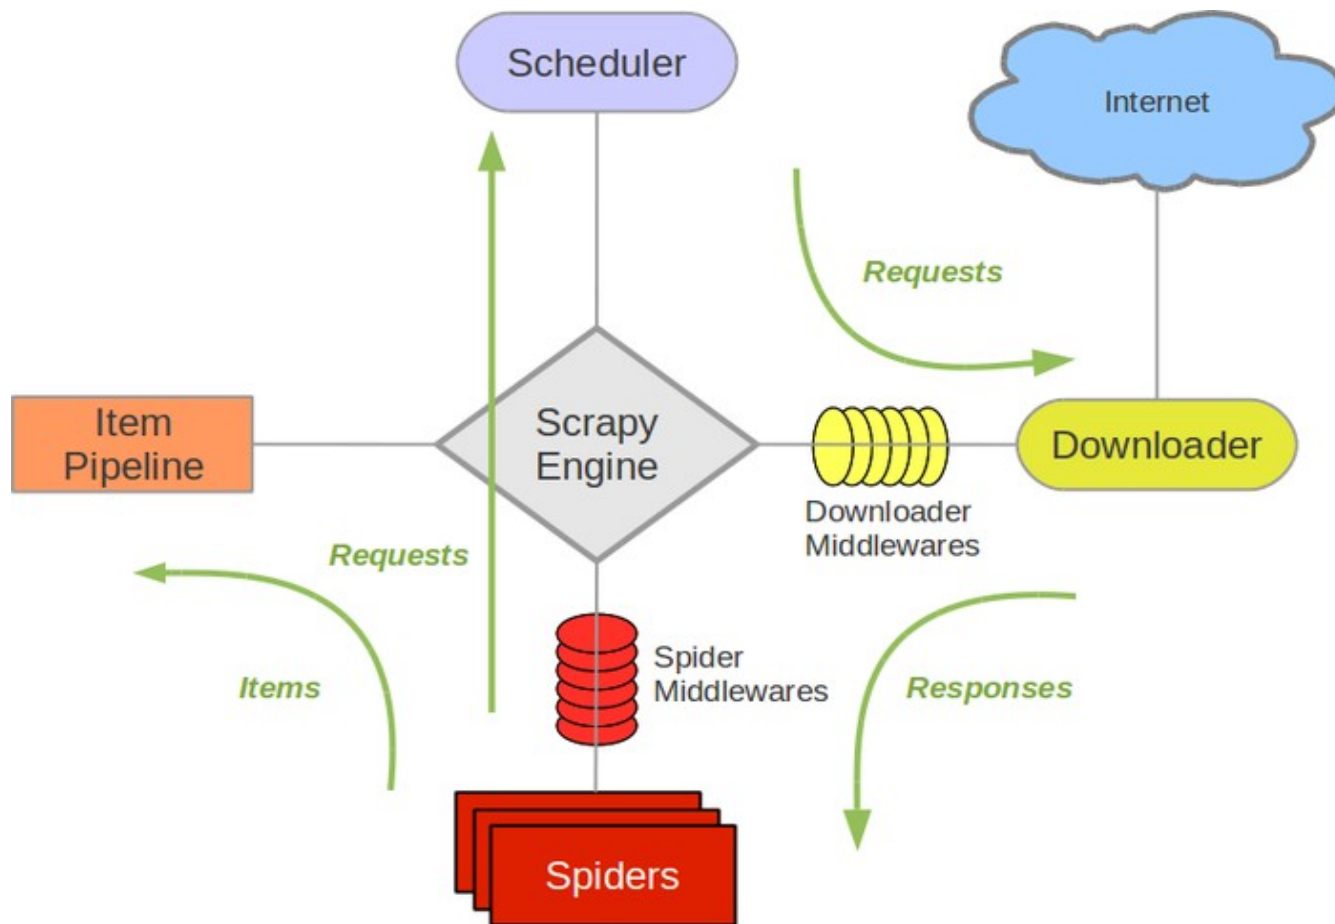 Scheduler
Internet
Requests
Item
Pipeline
Scrapy
Engine
Downloader
Downloader
Middlewares
Requests
Spider
Middlewares
Items
Responses
Spiders